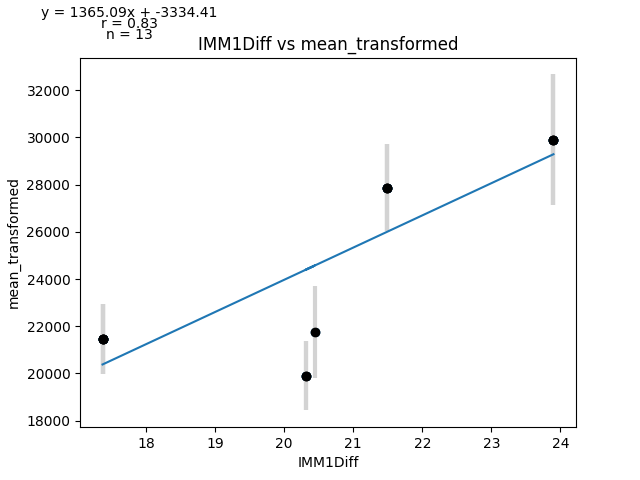 y = 1365.09x + -3334.41
r = 0.83
n = 13
IMM1Diff vs mean_transformed
32000
30000
28000
26000
24000
22000
20000
18000
mean_transformed
18 19 20 21 22 23 24
IMM1Diff